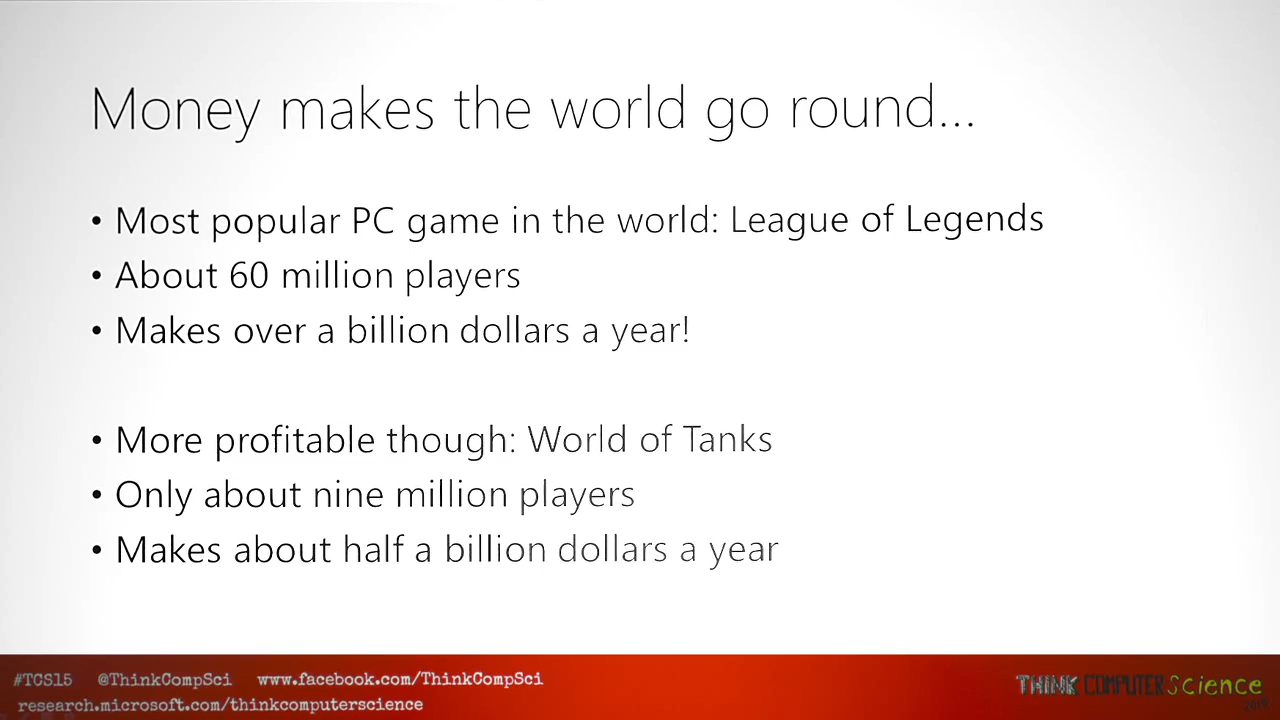 Money makes the world go round...
• Most popular PC game in the world: League of Legends
• About 60 million players
• Makes over a billion dollars a year!
• More profitable though: World of Tanks
• Only about nine million players
• Makes about half a billion dollars a year
#TCS15 @ThinkCompSci www.facebook.com/ThinkCompSci
research.microsoft.com/thinkcomputerscience
THINK COMPUTER Science
2015